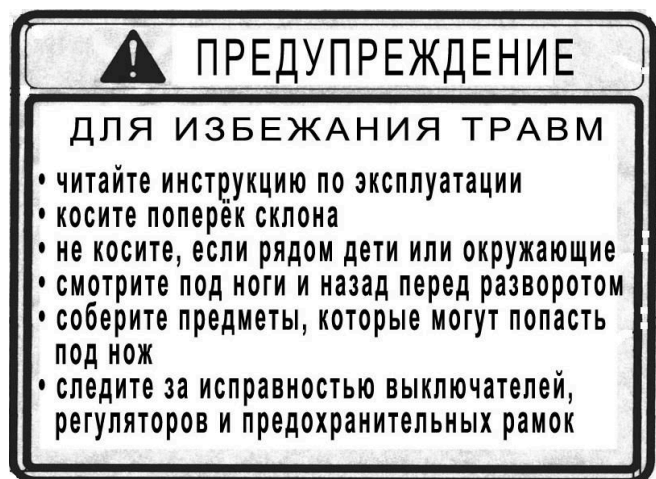 ПРЕДУПРЕЖДЕНИЕ
ДЛЯ ИЗБЕЖАНИЯ ТРАВМ
• читайте инструкцию по эксплуатации
• косите поперёк склона
• не косите, если рядом дети или окружающие
• смотрите под ноги и назад перед разворотом
• соберите предметы, которые могут попасть
под нож
• следите за исправностью выключателей,
регуляторов и предохранительных рамок